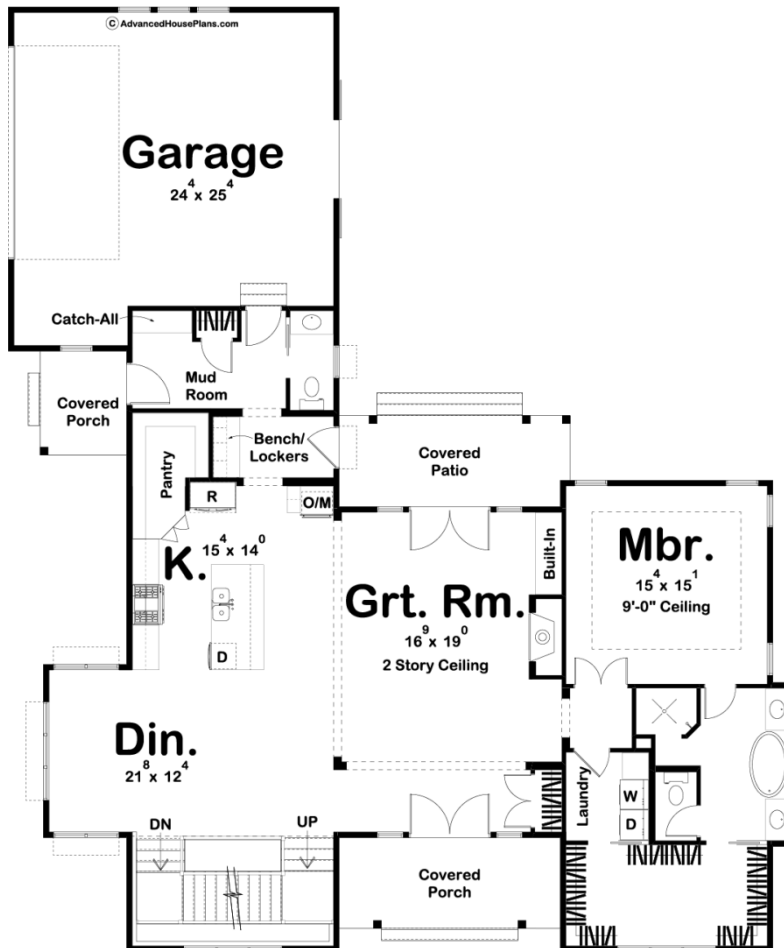 © AdvancedHousePlans.com
Garage
24⁴ x 25⁴
Catch-All
Mud
Room
Covered
Porch
Bench/
Lockers
Covered
Patio
Pantry
R
O/M
K.
15⁴ x 14⁰
Built-In
Mbr.
15⁴ x 15¹
9'-0" Ceiling
Grt. Rm.
16⁹ x 19⁰
2 Story Ceiling
D
Din.
21⁸ x 12⁴
Laundry
W
D
DN
UP
Covered
Porch